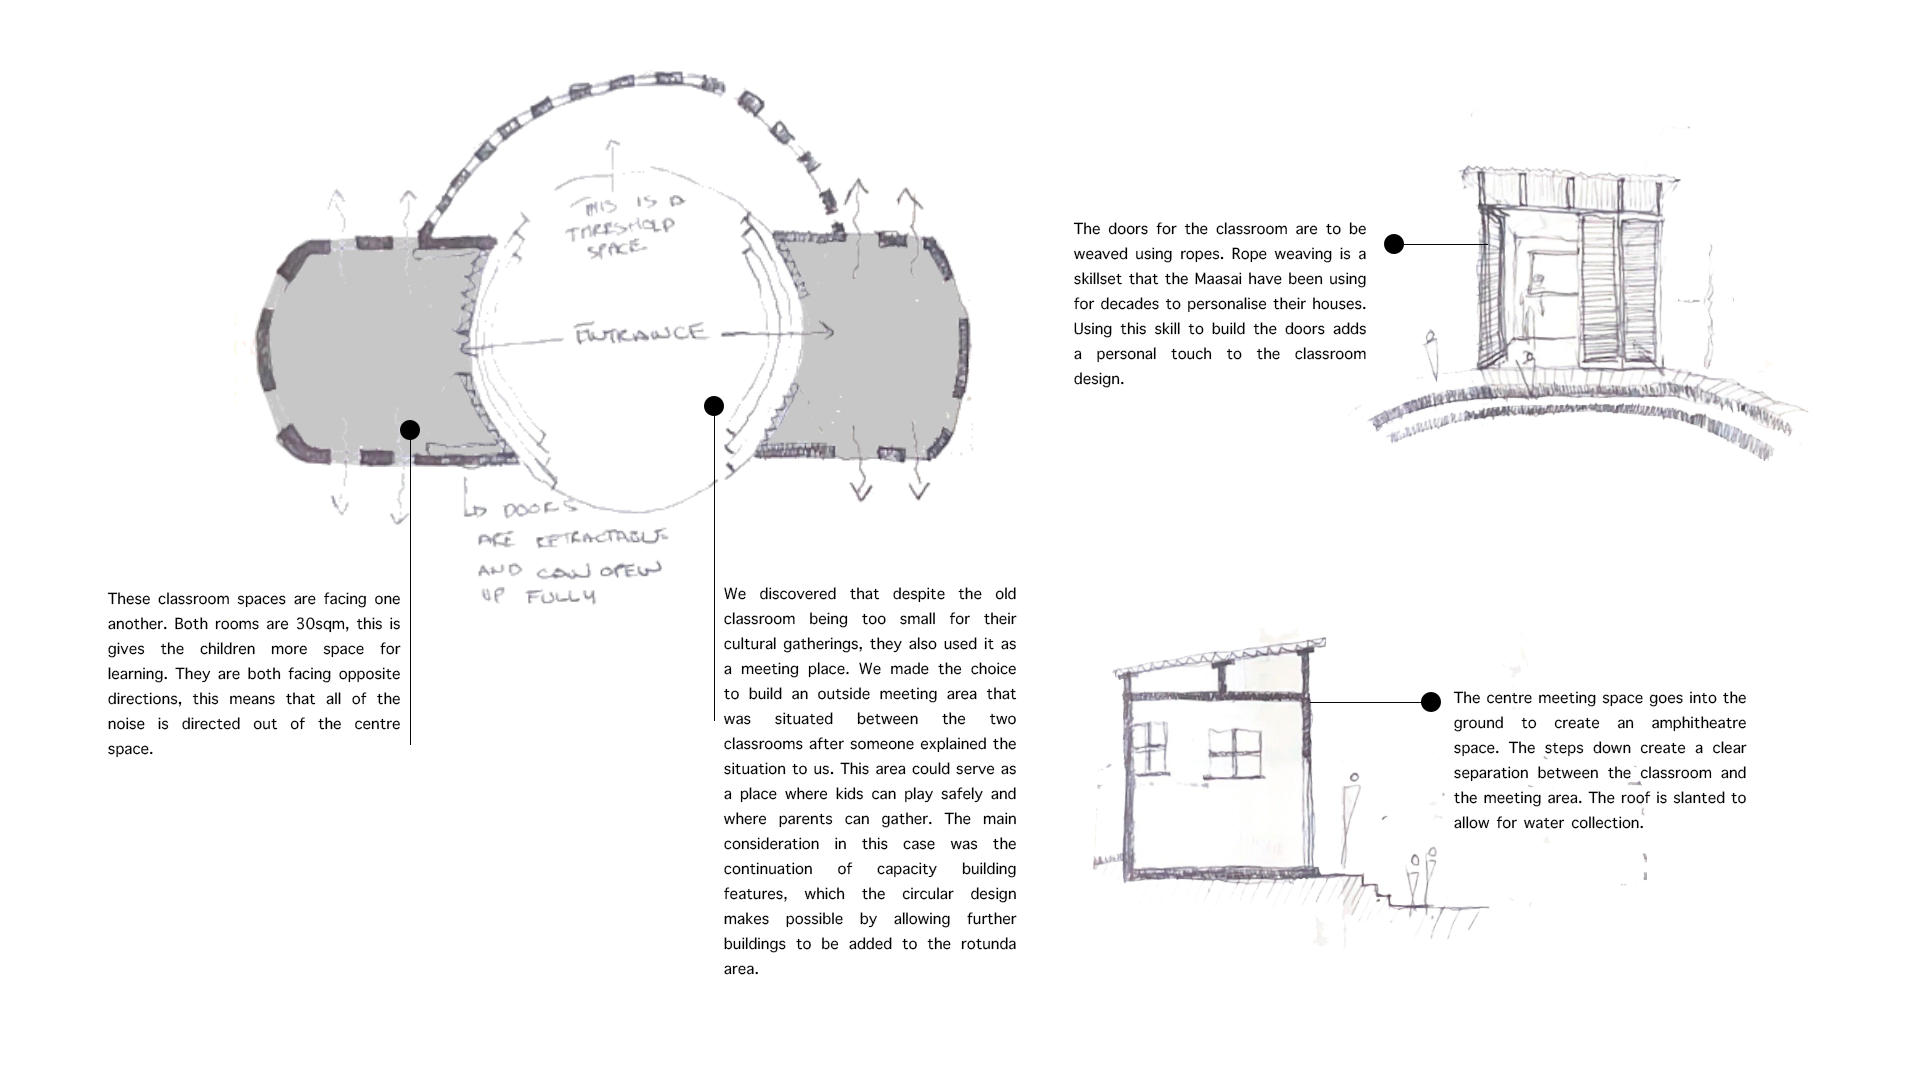 THIS IS A
THRESHOLD
SPACE
ENTRANCE
DOORS
ARE RETRACTABLE
AND CAN OPEN
UP FULLY
These classroom spaces are facing one
another. Both rooms are 30sqm, this is
gives the children more space for
learning. They are both facing opposite
directions, this means that all of the
noise is directed out of the centre
space.
We discovered that despite the old
classroom being too small for their
cultural gatherings, they also used it as
a meeting place. We made the choice
to build an outside meeting area that
was situated between the two
classrooms after someone explained the
situation to us. This area could serve as
a place where kids can play safely and
where parents can gather. The main
consideration in this case was the
continuation of capacity building
features, which the circular design
makes possible by allowing further
buildings to be added to the rotunda
area.
The doors for the classroom are to be
weaved using ropes. Rope weaving is a
skillset that the Maasai have been using
for decades to personalise their houses.
Using this skill to build the doors adds
a personal touch to the classroom
design.
The centre meeting space goes into the
ground to create an amphitheatre
space. The steps down create a clear
separation between the classroom and
the meeting area. The roof is slanted to
allow for water collection.